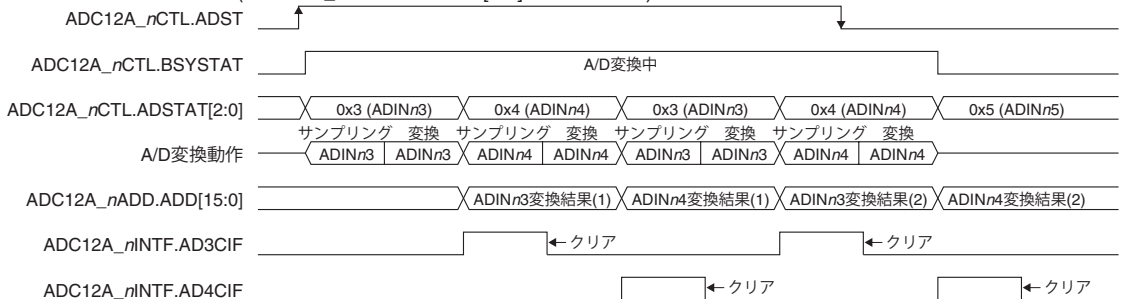 ADC12A_nCTL.ADST
ADC12A_nCTL.BSYSTAT A/D変換中
ADC12A_nCTL.ADSTAT[2:0] 0x3 (ADINn3) 0x4 (ADINn4) 0x3 (ADINn3) 0x4 (ADINn4) 0x5 (ADINn5)
サンプリング 変換 サンプリング 変換 サンプリング 変換 サンプリング 変換
A/D変換動作 ADINn3 ADINn3 ADINn4 ADINn4 ADINn3 ADINn3 ADINn4 ADINn4
ADC12A_nADD.ADD[15:0] ADINn3変換結果(1) ADINn4変換結果(1) ADINn3変換結果(2) ADINn4変換結果(2)
ADC12A_nINTF.AD3CIF クリア クリア
ADC12A_nINTF.AD4CIF クリア クリア